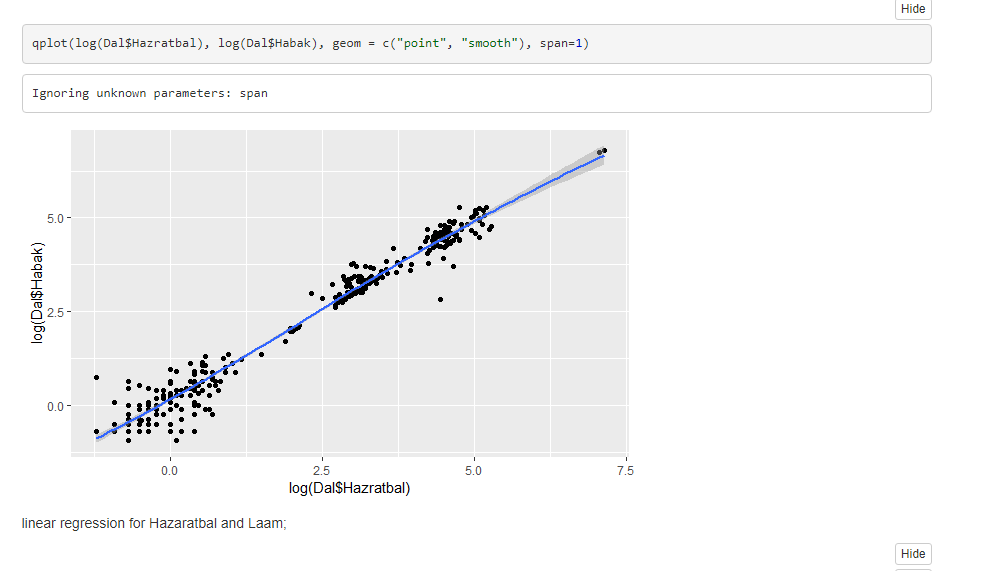 Hide
qplot(log(Dal$Hazratbal), log(Dal$Habak), geom = c("point", "smooth"), span=1)
Ignoring unknown parameters: span
log(Dal$Habak)
5.0
2.5
0.0
0.0 2.5 5.0 7.5
log(Dal$Hazratbal)
linear regression for Hazaratbal and Laam;
Hide